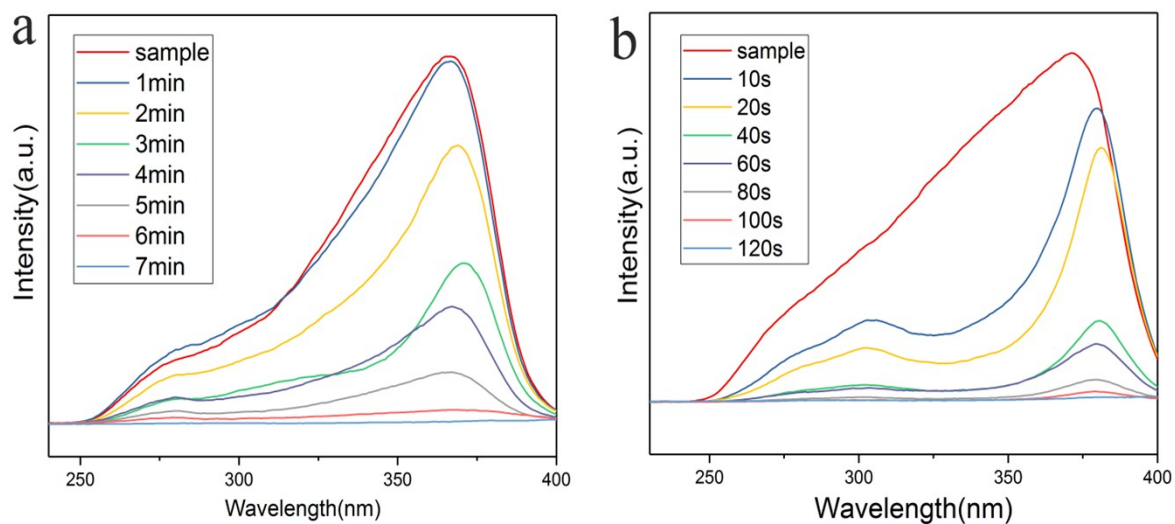 a
sample
1min
2min
3min
4min
5min
6min
7min
Intensity(a.u.)
250 300 350 400
Wavelength(nm)
b
sample
10s
20s
40s
60s
80s
100s
120s
Intensity(a.u.)
250 300 350 400
Wavelength(nm)